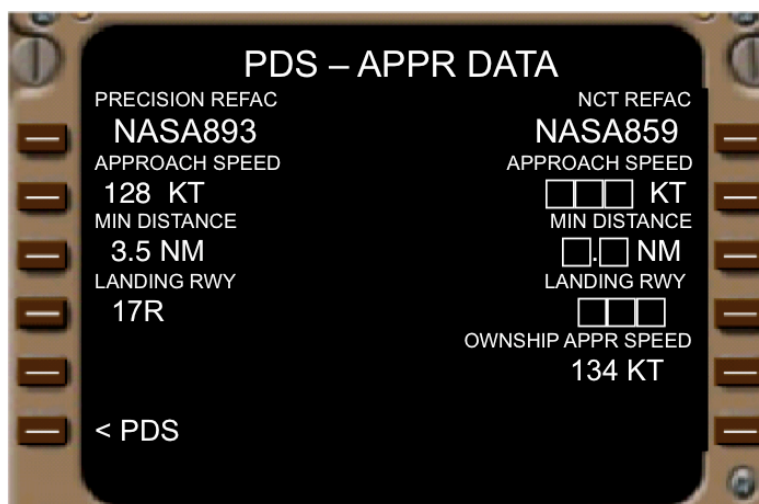 PDS – APPR DATA
PRECISION REFAC NCT REFAC
NASA893 NASA859
APPROACH SPEED APPROACH SPEED
128 KT □□□ KT
MIN DISTANCE MIN DISTANCE
3.5 NM □.□ NM
LANDING RWY LANDING RWY
17R □□□
OWNSHIP APPR SPEED
134 KT
< PDS